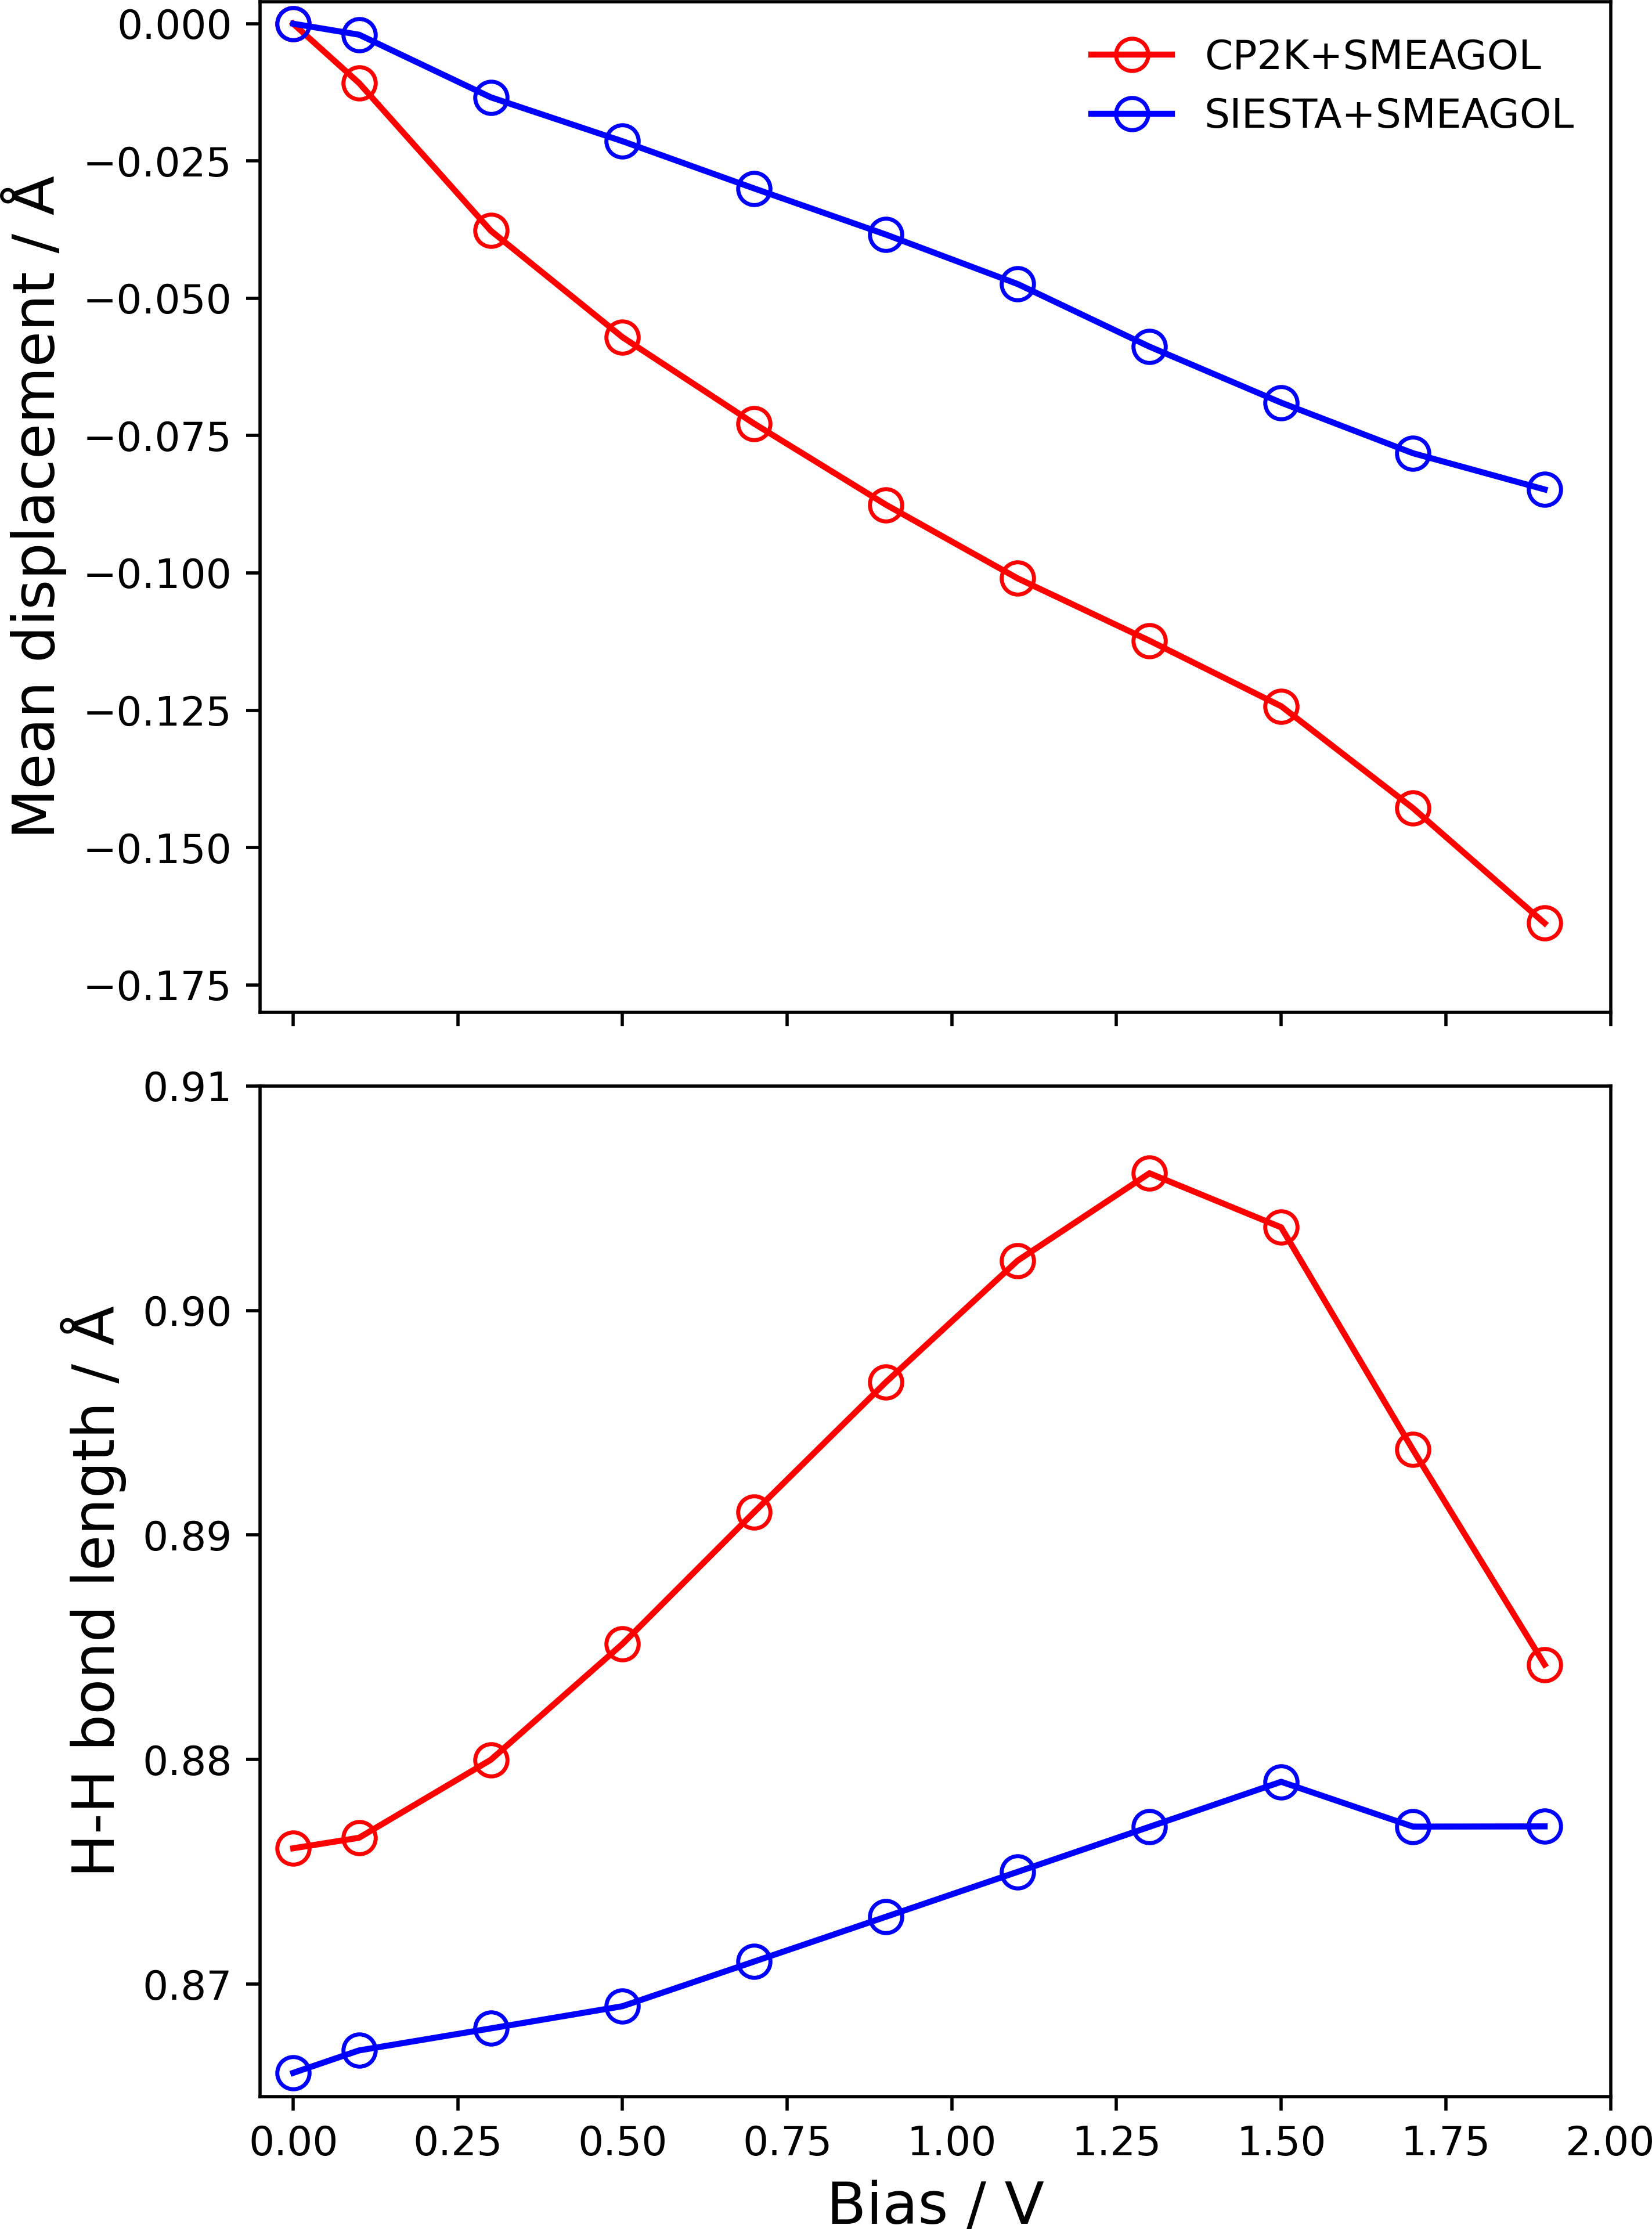 Mean displacement / Å
0.000
−0.025
−0.050
−0.075
−0.100
−0.125
−0.150
−0.175
CP2K+SMEAGOL
SIESTA+SMEAGOL
H-H bond length / Å
0.91
0.90
0.89
0.88
0.87
0.00 0.25 0.50 0.75 1.00 1.25 1.50 1.75 2.00
Bias / V